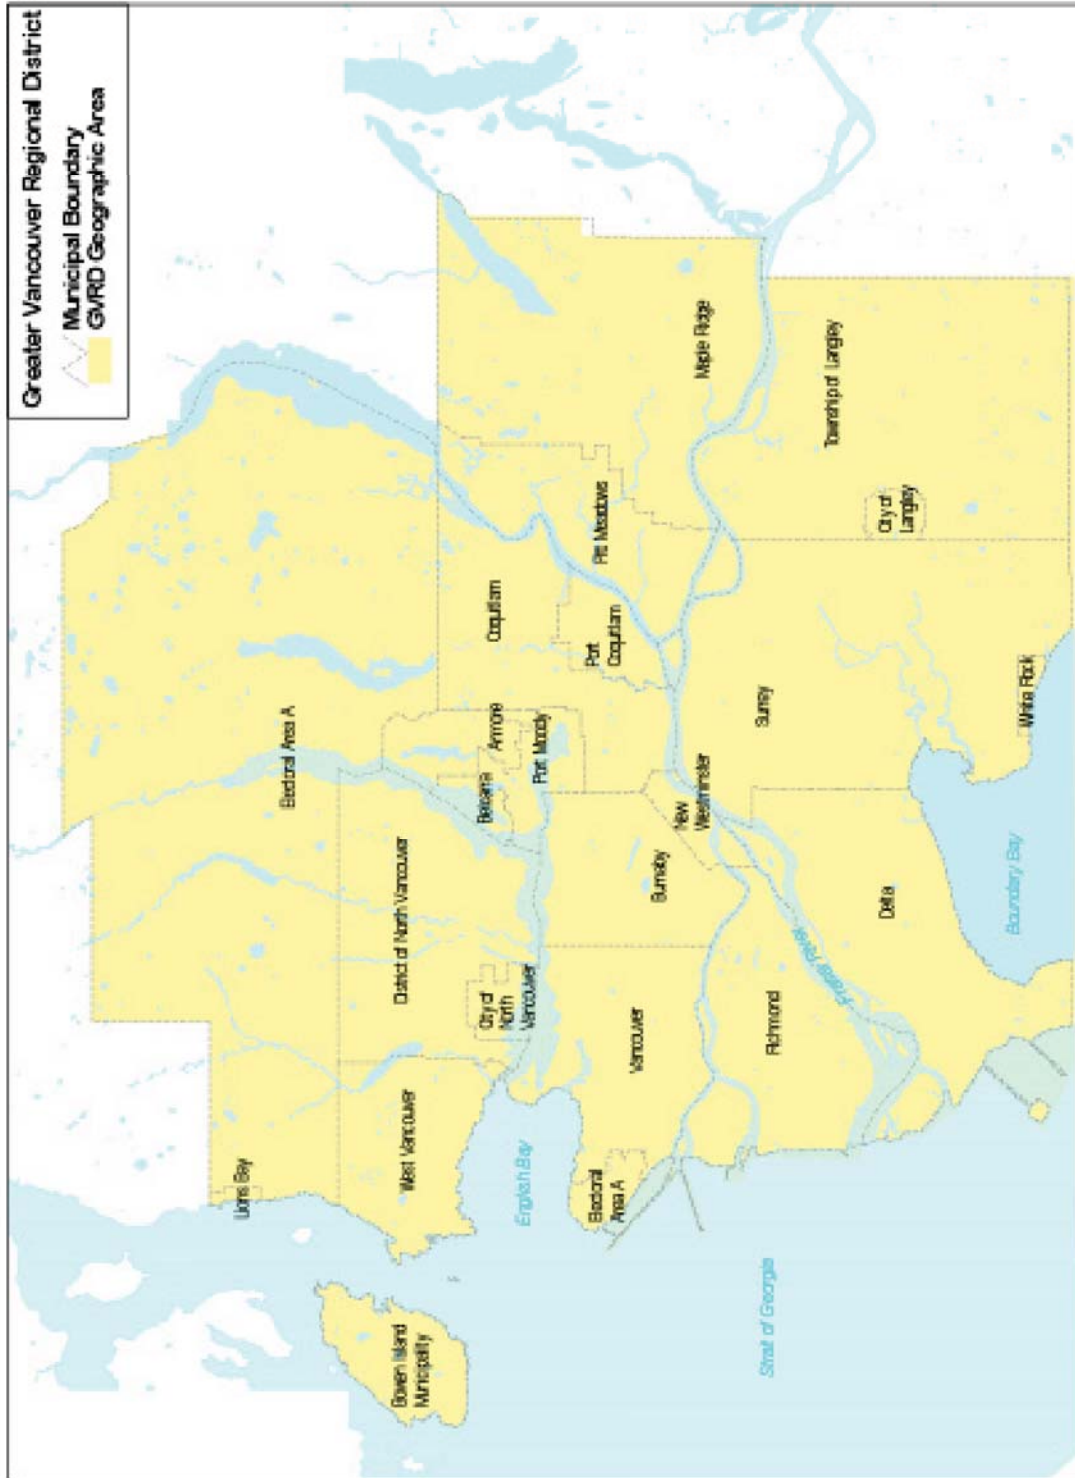 Greater Vancouver Regional District
Municipal Boundary
GVRD Geographic Area
Electoral Area A
Lions Bay
West Vancouver
District of North Vancouver
City of
North
Vancouver
Bowen Island
Municipality
English Bay
Electoral
Area A
Vancouver
Burnaby
Belcarra
Anmore
Port Moody
Coquitlam
Port
Coquitlam
Pitt Meadows
Maple Ridge
New
Westminster
Richmond
Fraser River
Delta
Surrey
City of
Langley
Township of Langley
White Rock
Boundary Bay
Strait of Georgia